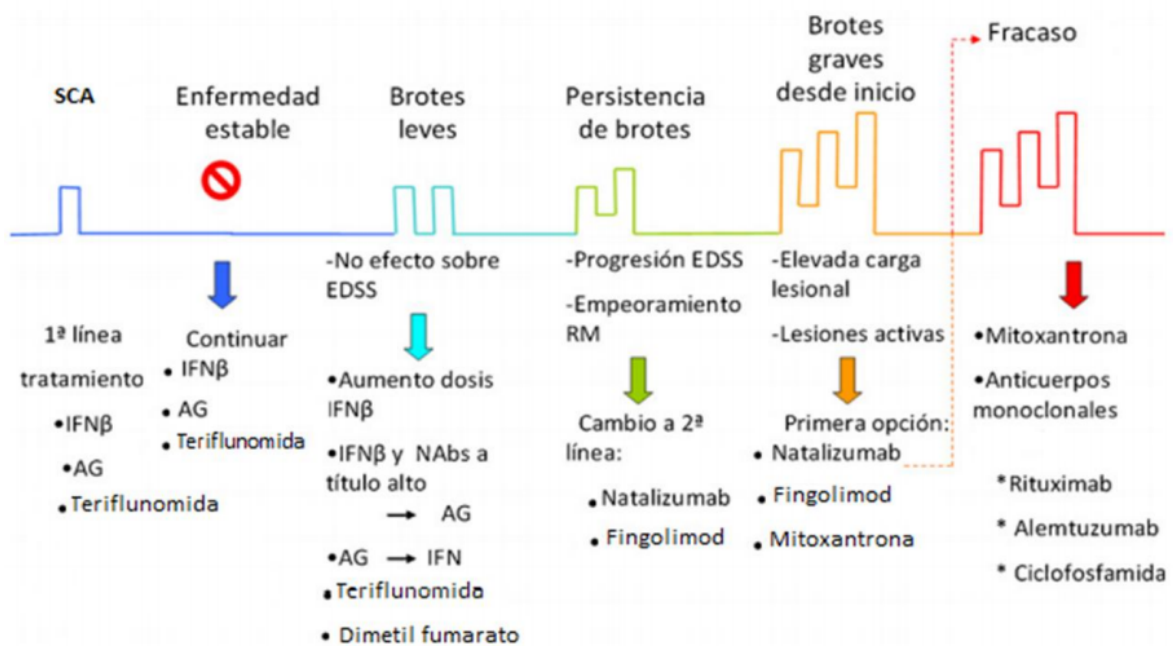 SCA
1ª línea
tratamiento
•IFNβ
•AG
•Teriflunomida
Enfermedad
estable
Continuar
• IFNβ
• AG
• Teriflunomida
Brotes
leves
-No efecto sobre
EDSS
•Aumento dosis
IFNβ
•IFNβ y NAbs a
título alto
→ AG
•AG → IFN
•Teriflunomida
• Dimetil fumarato
Persistencia
de brotes
-Progresión EDSS
-Empeoramiento
RM
Cambio a 2ª
línea:
•Natalizumab
• Fingolimod
Brotes
graves
desde inicio
-Elevada carga
lesional
-Lesiones activas
Primera opción:
• Natalizumab
• Fingolimod
• Mitoxantrona
Fracaso
•Mitoxantrona
•Anticuerpos
monoclonales
*Rituximab
* Alemtuzumab
* Ciclofosfamida